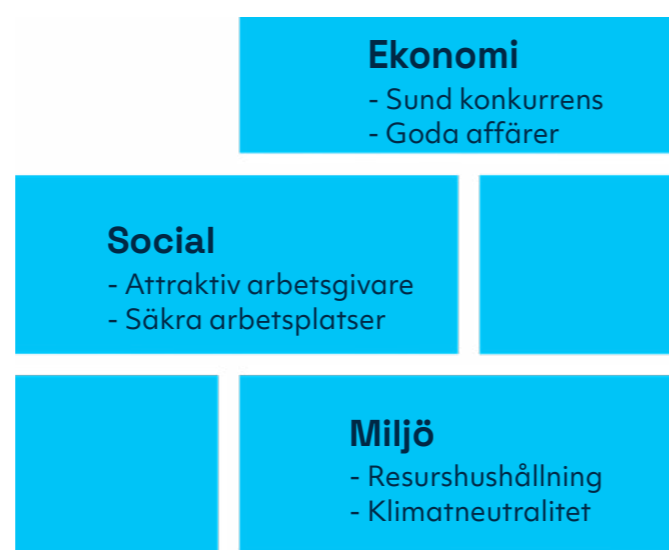 Ekonomi
- Sund konkurrens
- Goda affärer
Social
- Attraktiv arbetsgivare
- Säkra arbetsplatser
Miljö
- Resurshushållning
- Klimatneutralitet